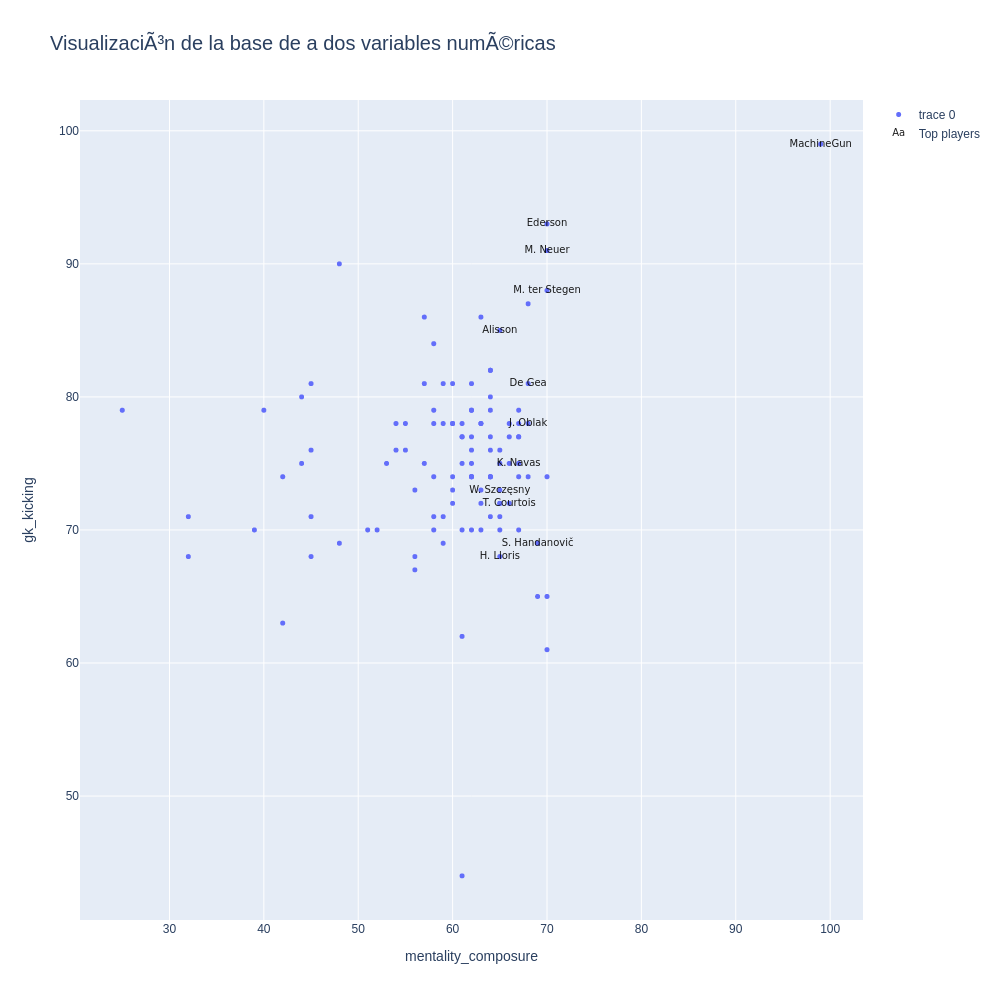 VisualizaciÃ³n de la base de a dos variables numÃ©ricas
trace 0
Aa Top players
100
MachineGun
Ederson
M. Neuer
90
M. ter Stegen
Alisson
De Gea
80
J. Oblak
K. Navas
W. Szczęsny
T. Courtois
70
S. Handanovič
H. Lloris
60
50
gk_kicking
30 40 50 60 70 80 90 100
mentality_composure